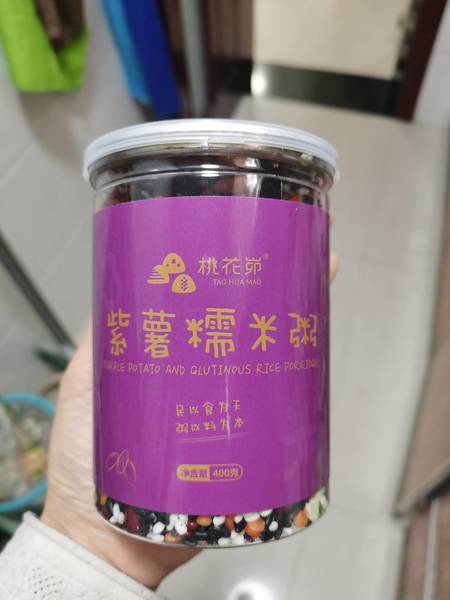 桃花峁®
TAO HUA MAO
紫薯糯米粥
PURPLE POTATO AND GLUTINOUS RICE PORRIDGE
民以食为天
粥以籽为本
净含量 400克